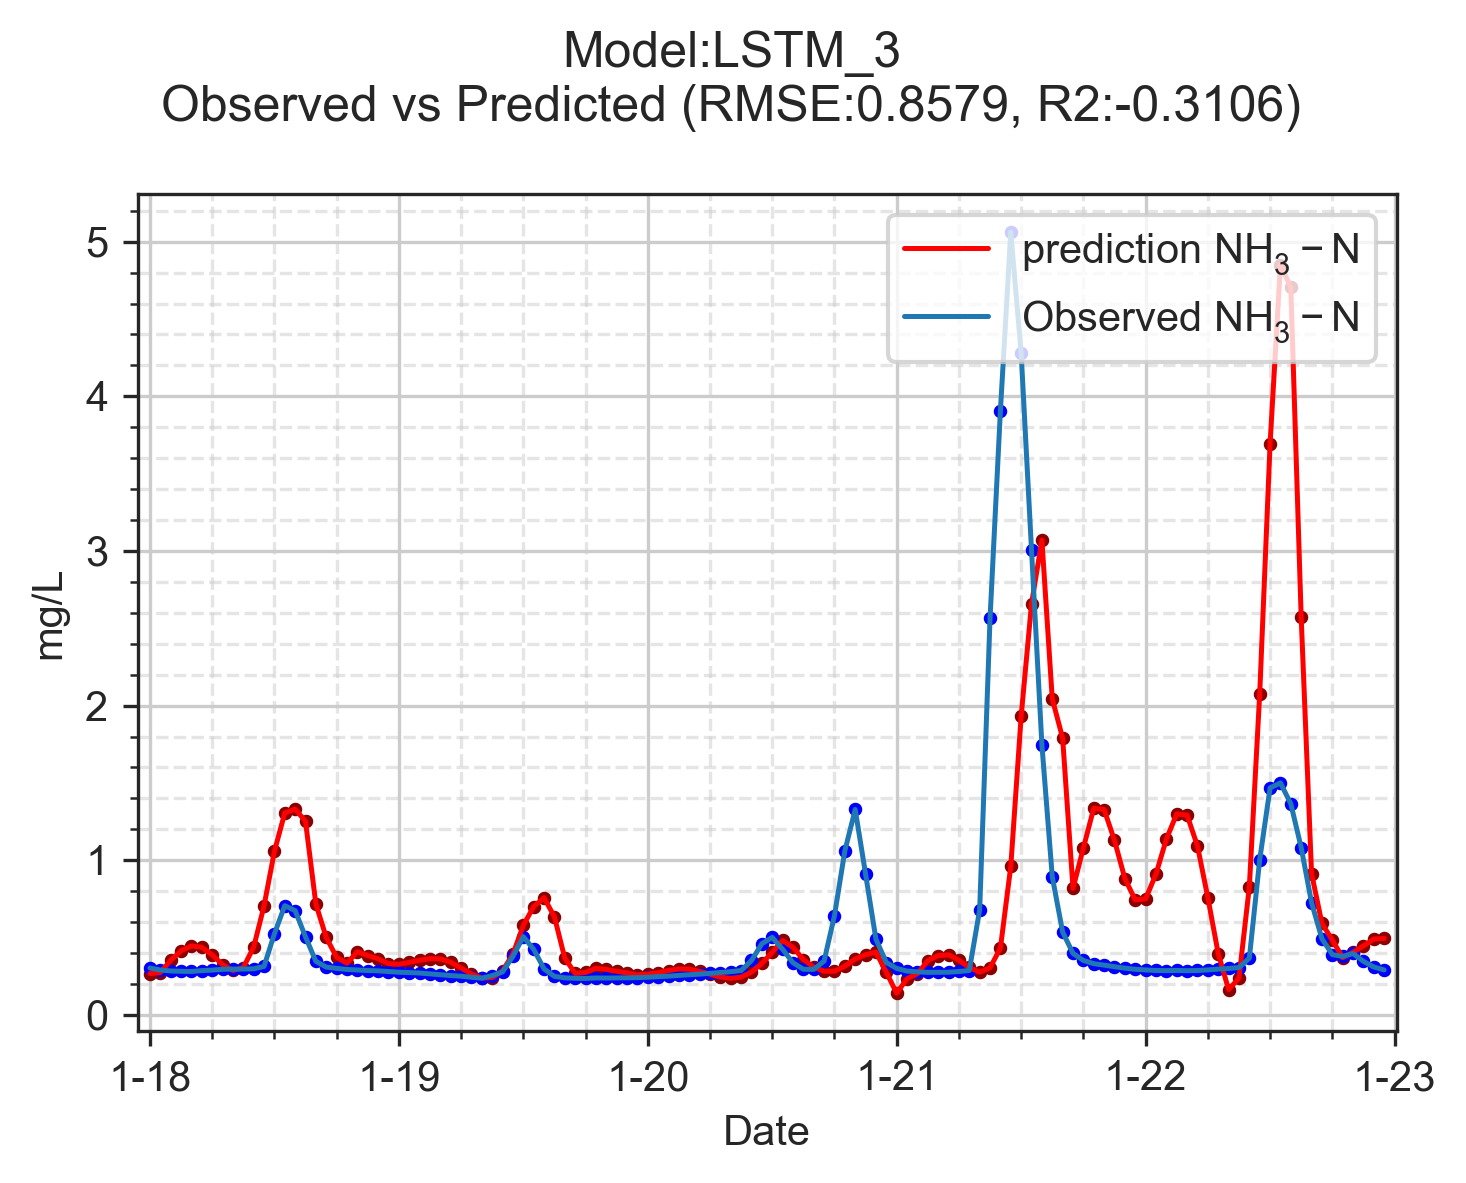 Model:LSTM_3
Observed vs Predicted (RMSE:0.8579, R2:-0.3106)
prediction NH₃ − N
Observed NH₃ − N
5
4
3
2
1
0
mg/L
1-18 1-19 1-20 1-21 1-22 1-23
Date